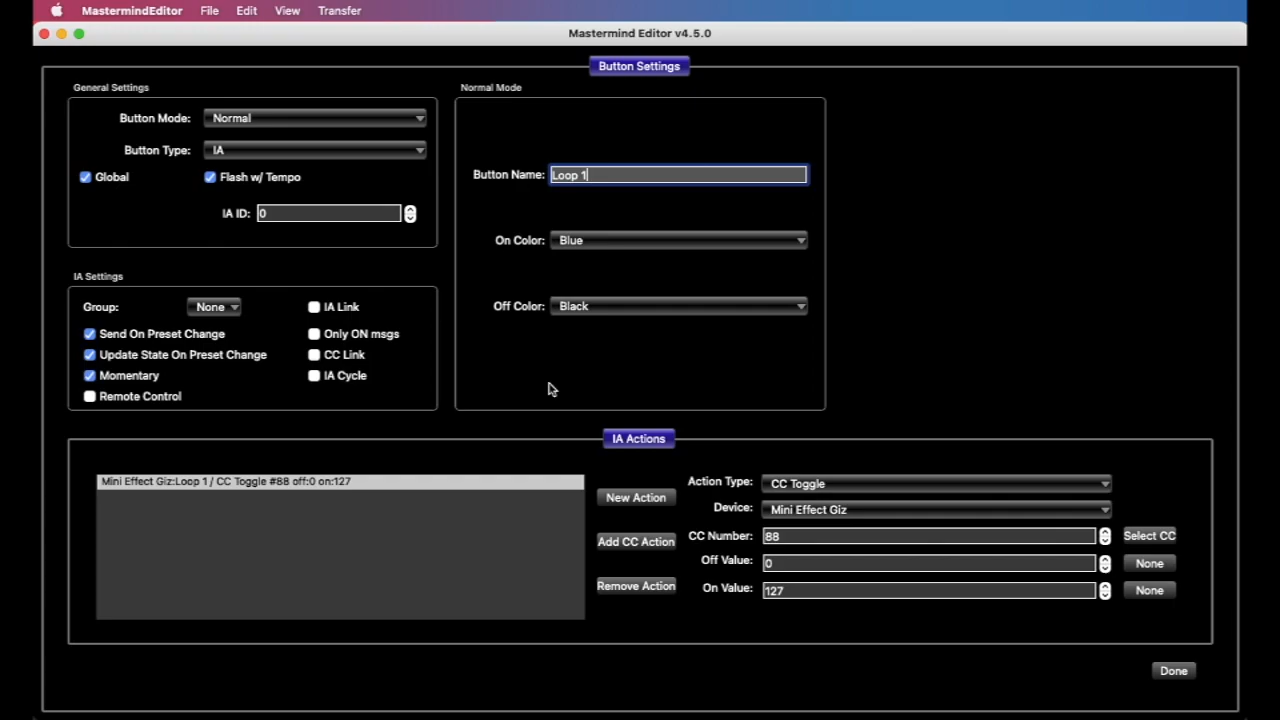 MastermindEditor File Edit View Transfer
Mastermind Editor v4.5.0
Button Settings
General Settings
Button Mode: Normal
Button Type: IA
Global Flash w/ Tempo
IA ID: 0
Normal Mode
Button Name: Loop 1
On Color: Blue
Off Color: Black
IA Settings
Group: None IA Link
Send On Preset Change Only ON msgs
Update State On Preset Change CC Link
Momentary IA Cycle
Remote Control
IA Actions
Mini Effect Giz:Loop 1 / CC Toggle #88 off:0 on:127
New Action
Add CC Action
Remove Action
Action Type: CC Toggle
Device: Mini Effect Giz
CC Number: 88 Select CC
Off Value: 0 None
On Value: 127 None
Done